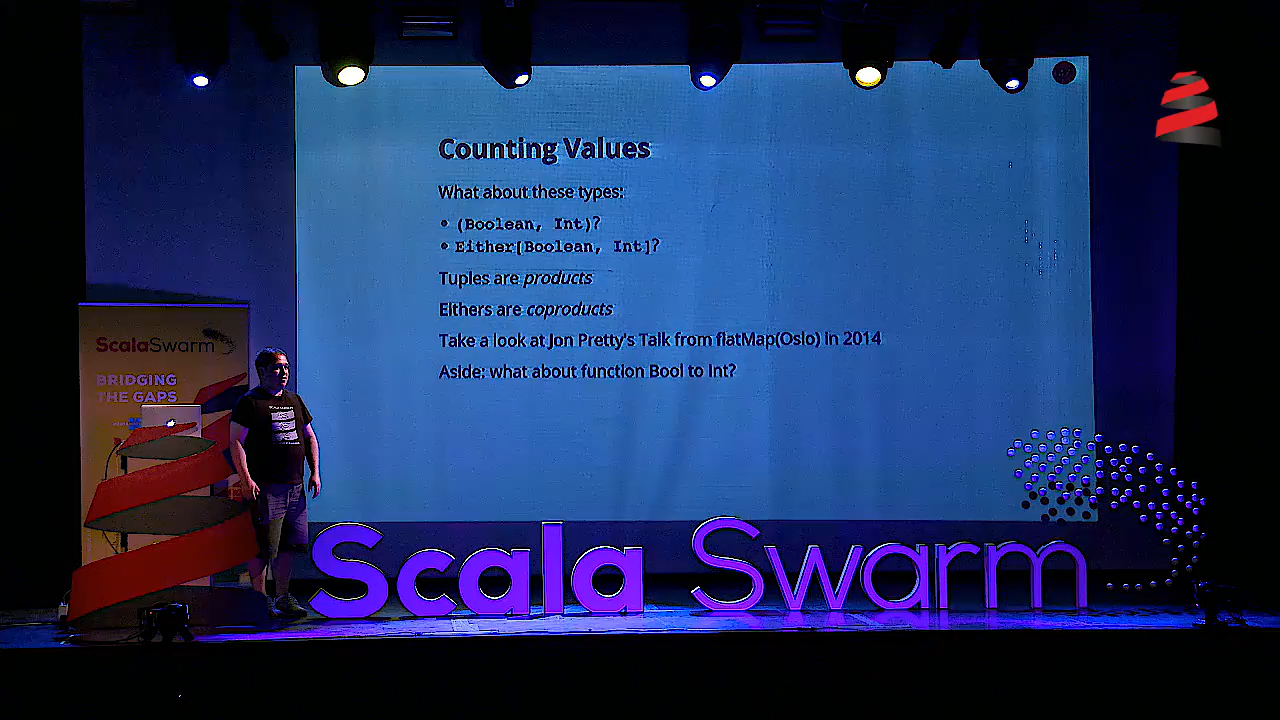 Counting Values
What about these types:
• (Boolean, Int)?
• Either[Boolean, Int]?
Tuples are products
Eithers are coproducts
Take a look at Jon Pretty's Talk from flatMap(Oslo) in 2014
Aside: what about function Bool to Int?
ScalaSwarm
BRIDGING
THE GAPS
Scala Swarm